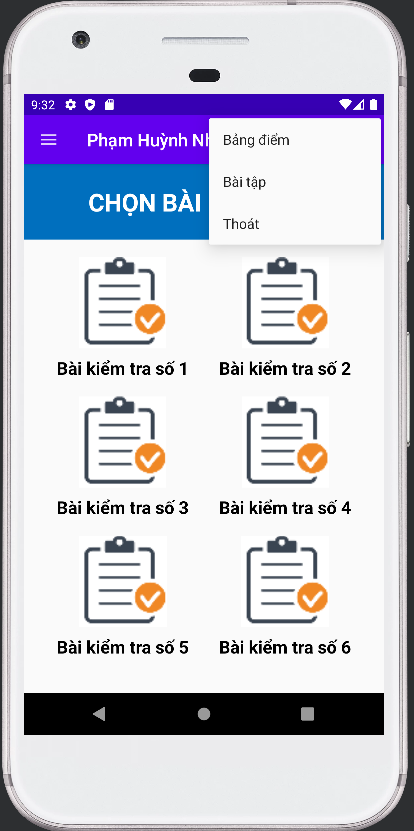 9:32
Phạm Huỳnh
Bảng điểm
Bài tập
Thoát
CHỌN BÀI
Bài kiểm tra số 1
Bài kiểm tra số 2
Bài kiểm tra số 3
Bài kiểm tra số 4
Bài kiểm tra số 5
Bài kiểm tra số 6